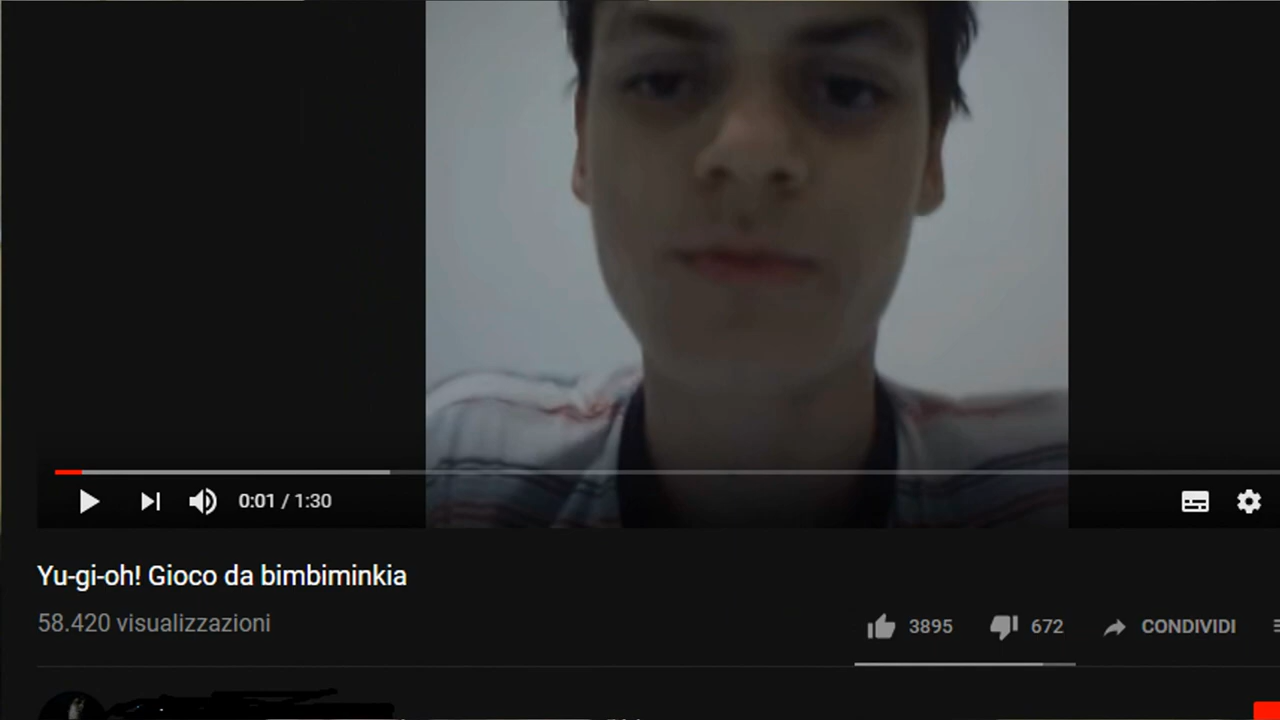 0:01 / 1:30
Yu-gi-oh! Gioco da bimbiminkia
58.420 visualizzazioni
3895
672
CONDIVIDI